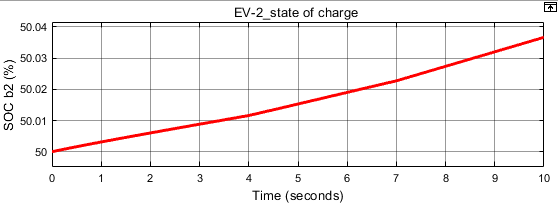 EV-2_state of charge
50.04
50.03
50.02
50.01
50
SOC b2 (%)
0 1 2 3 4 5 6 7 8 9 10
Time (seconds)